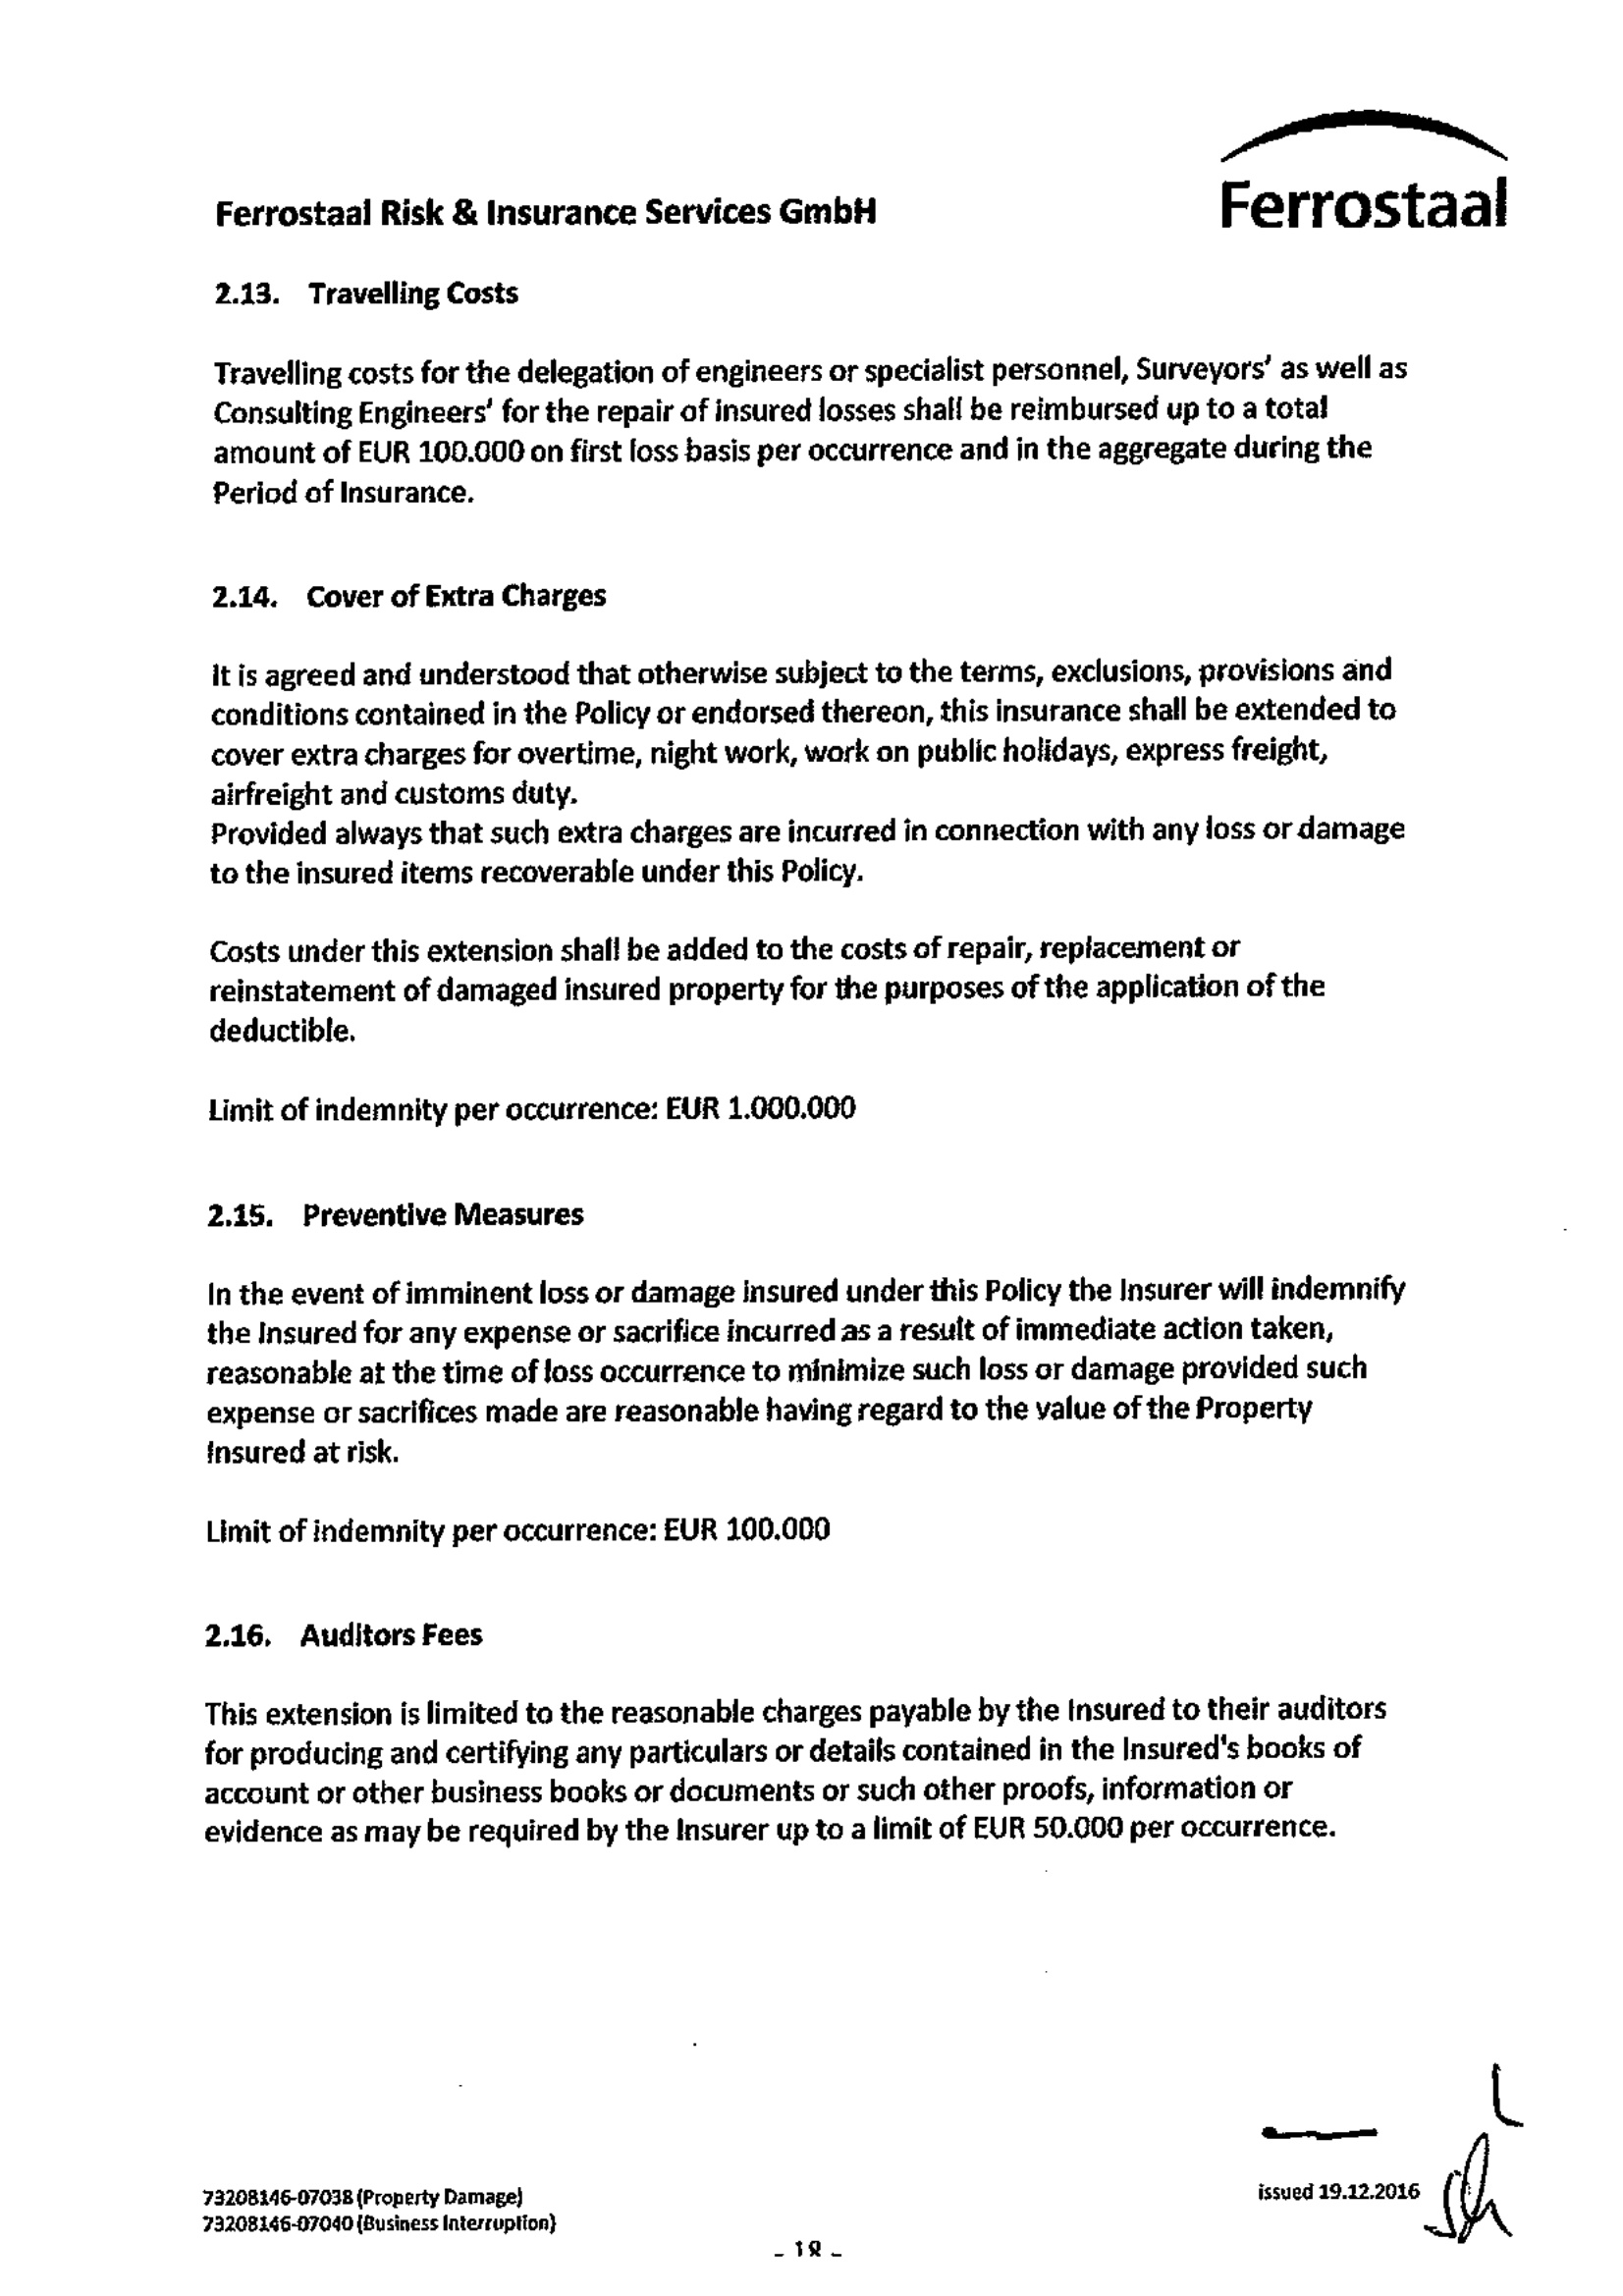 Ferrostaal
Ferrostaal Risk & Insurance Services GmbH
2.13. Travelling Costs
Travelling costs for the delegation of engineers or specialist personnel, Surveyors' as well as
Consulting Engineers' for the repair of insured losses shall be reimbursed up to a total
amount of EUR 100.000 on first loss basis per occurrence and in the aggregate during the
Period of Insurance.
2.14. Cover of Extra Charges
It is agreed and understood that otherwise subject to the terms, exclusions, provisions and
conditions contained in the Policy or endorsed thereon, this insurance shall be extended to
cover extra charges for overtime, night work, work on public holidays, express freight,
airfreight and customs duty.
Provided always that such extra charges are incurred in connection with any loss or damage
to the insured items recoverable under this Policy.
Costs under this extension shall be added to the costs of repair, replacement or
reinstatement of damaged insured property for the purposes of the application of the
deductible.
Limit of indemnity per occurrence: EUR 1.000.000
2.15. Preventive Measures
In the event of imminent loss or damage insured under this Policy the Insurer will indemnify
the Insured for any expense or sacrifice incurred as a result of immediate action taken,
reasonable at the time of loss occurrence to minimize such loss or damage provided such
expense or sacrifices made are reasonable having regard to the value of the Property
Insured at risk.
Limit of indemnity per occurrence: EUR 100.000
2.16. Auditors Fees
This extension is limited to the reasonable charges payable by the Insured to their auditors
for producing and certifying any particulars or details contained in the Insured's books of
account or other business books or documents or such other proofs, information or
evidence as may be required by the Insurer up to a limit of EUR 50.000 per occurrence.
73208146-07038 (Property Damage)
73208146-07040 (Business Interruption)
issued 19.12.2016
- 18 -